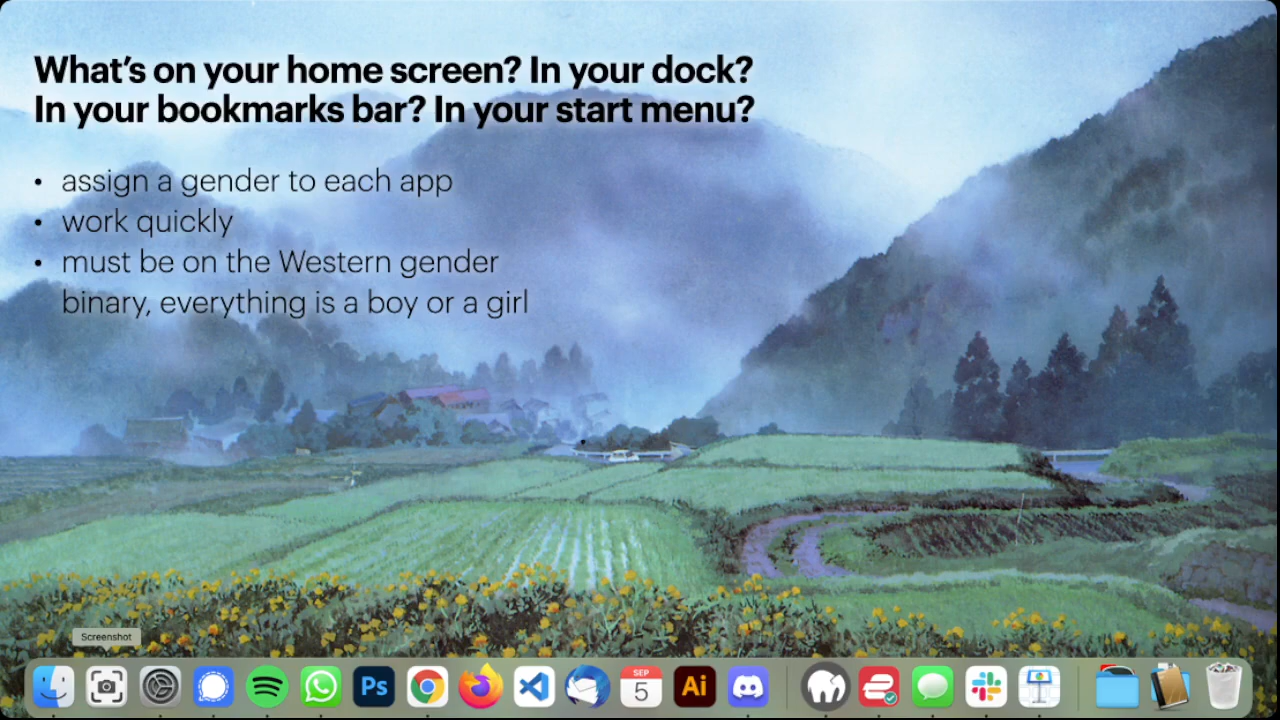 What’s on your home screen? In your dock?
In your bookmarks bar? In your start menu?
• assign a gender to each app
• work quickly
• must be on the Western gender
binary, everything is a boy or a girl
Screenshot
Ps
SEP
5
Ai